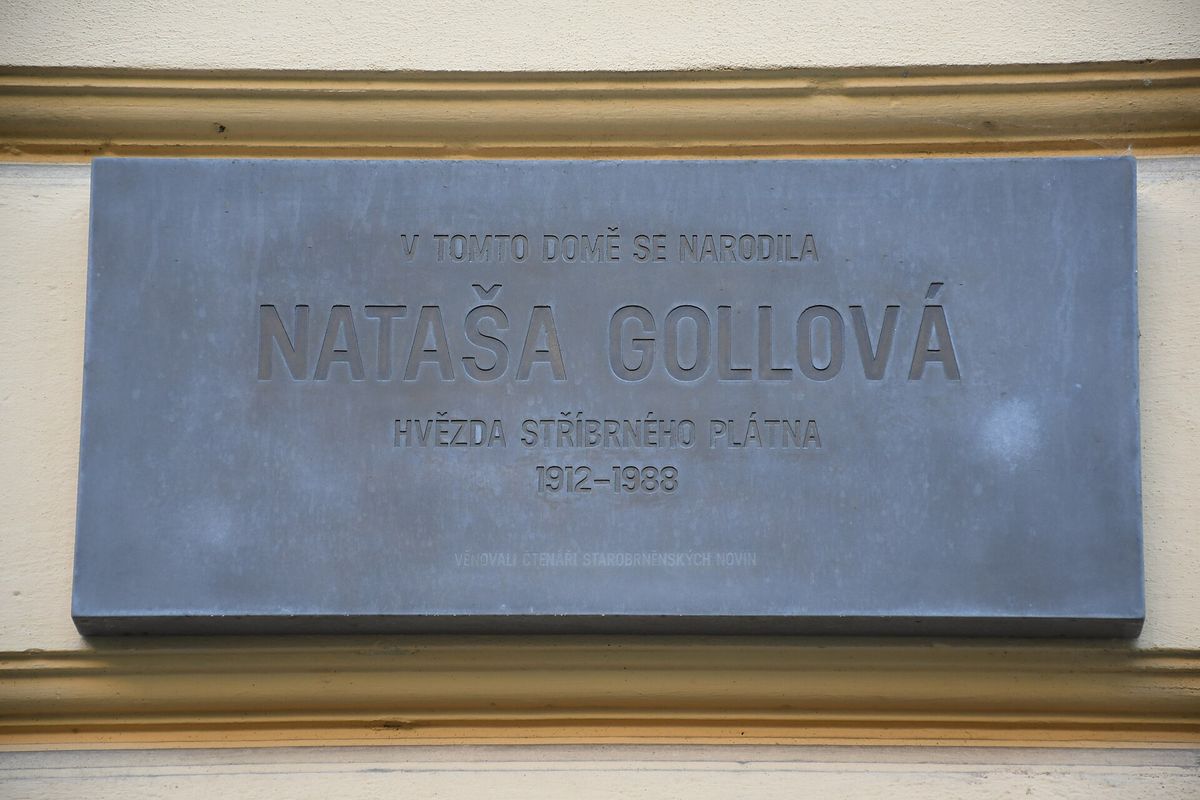 V TOMTO DOMĚ SE NARODILA
NATAŠA GOLLOVÁ
HVĚZDA STŘÍBRNÉHO PLÁTNA
1912–1988
VĚNOVALI ČTENÁŘI STAROBRNĚNSKÝCH NOVIN